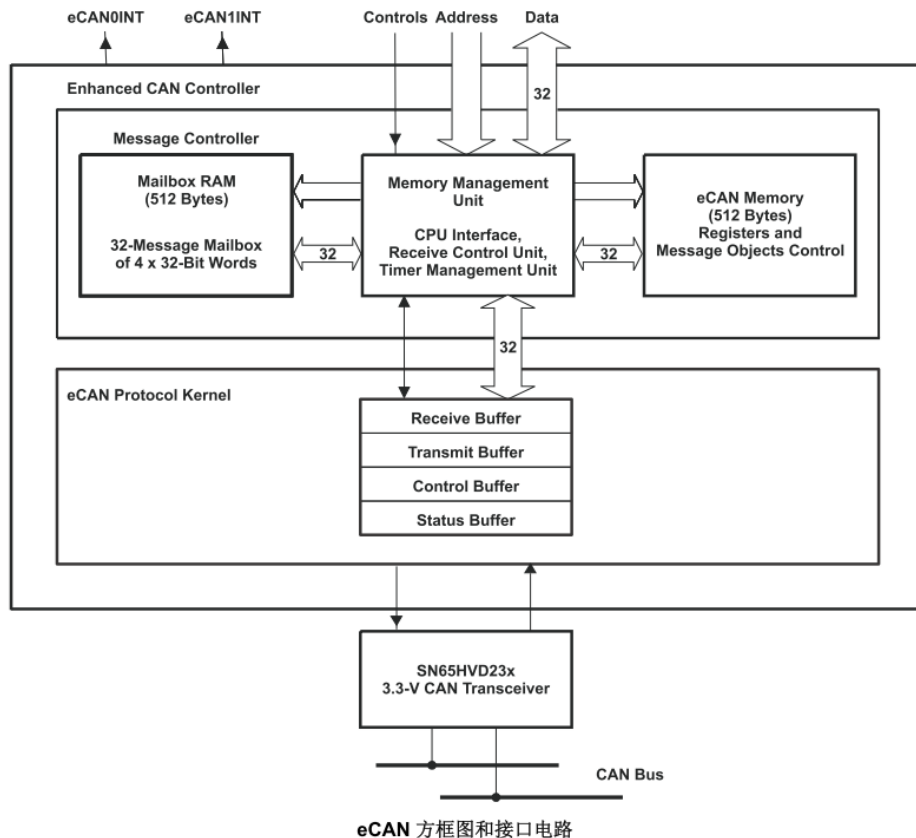 eCAN0INT
eCAN1INT
Controls
Address
Data
Enhanced CAN Controller
32
Message Controller
Mailbox RAM
(512 Bytes)
32-Message Mailbox
of 4 x 32-Bit Words
32
Memory Management
Unit
CPU Interface,
Receive Control Unit,
Timer Management Unit
32
eCAN Memory
(512 Bytes)
Registers and
Message Objects Control
32
eCAN Protocol Kernel
Receive Buffer
Transmit Buffer
Control Buffer
Status Buffer
SN65HVD23x
3.3-V CAN Transceiver
CAN Bus
eCAN 方框图和接口电路